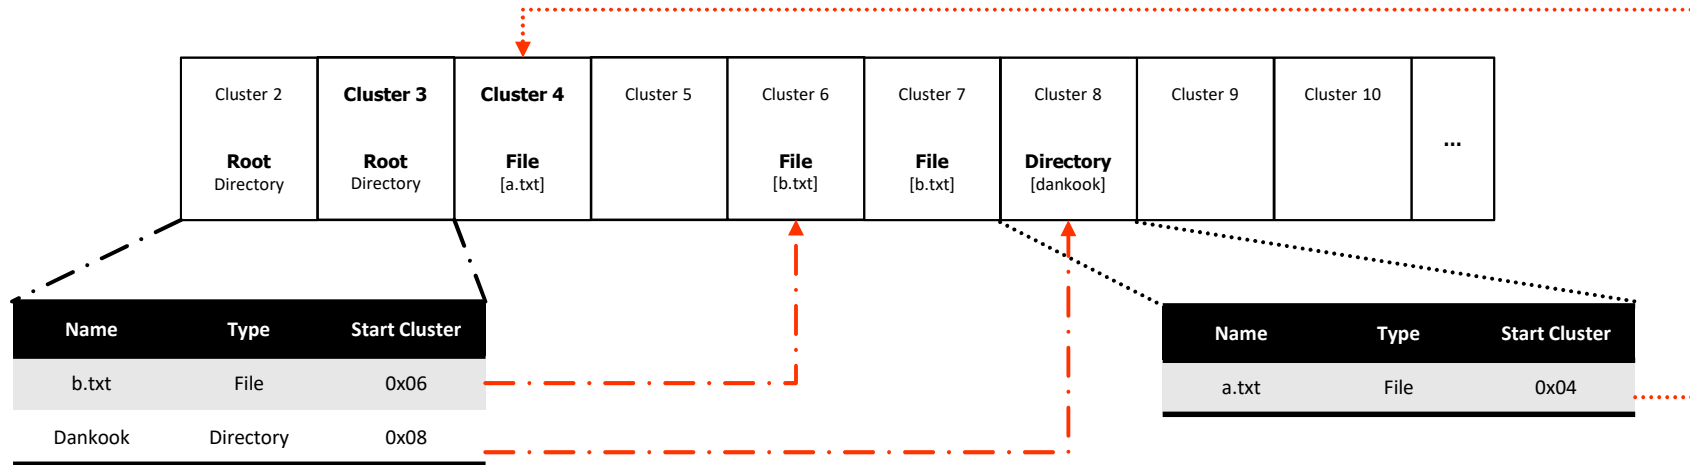 Cluster 2
Root
Directory
Cluster 3
Root
Directory
Cluster 4
File
[a.txt]
Cluster 5
Cluster 6
File
[b.txt]
Cluster 7
File
[b.txt]
Cluster 8
Directory
[dankook]
Cluster 9
Cluster 10
...
Name Type Start Cluster
b.txt File 0x06
Dankook Directory 0x08
Name Type Start Cluster
a.txt File 0x04